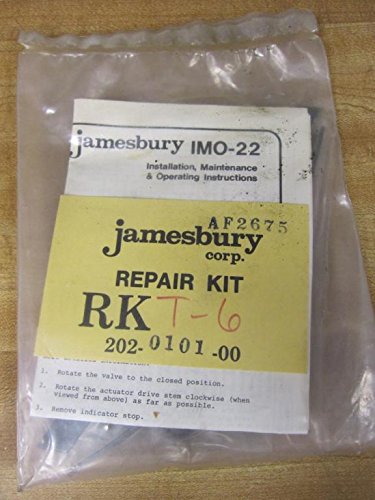 jamesbury IMO-22
Installation, Maintenance
& Operating Instructions
AF2675
jamesbury
corp.
REPAIR KIT
RK T-6
202-0101-00
1. Rotate the valve to the closed position.
2. Rotate the actuator drive stem clockwise (when
viewed from above) as far as possible.
3. Remove indicator stop.